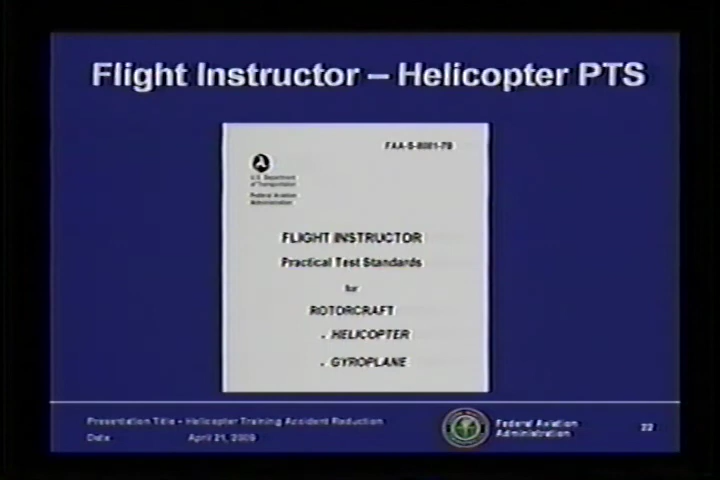 Flight Instructor – Helicopter PTS
FAA-S-8081-7B
U.S. Department
of Transportation
Federal Aviation
Administration
FLIGHT INSTRUCTOR
Practical Test Standards
for
ROTORCRAFT
• HELICOPTER
• GYROPLANE
Presentation Title – Helicopter Training Accident Reduction
Date
April 21, 2009
Federal Aviation
Administration
22